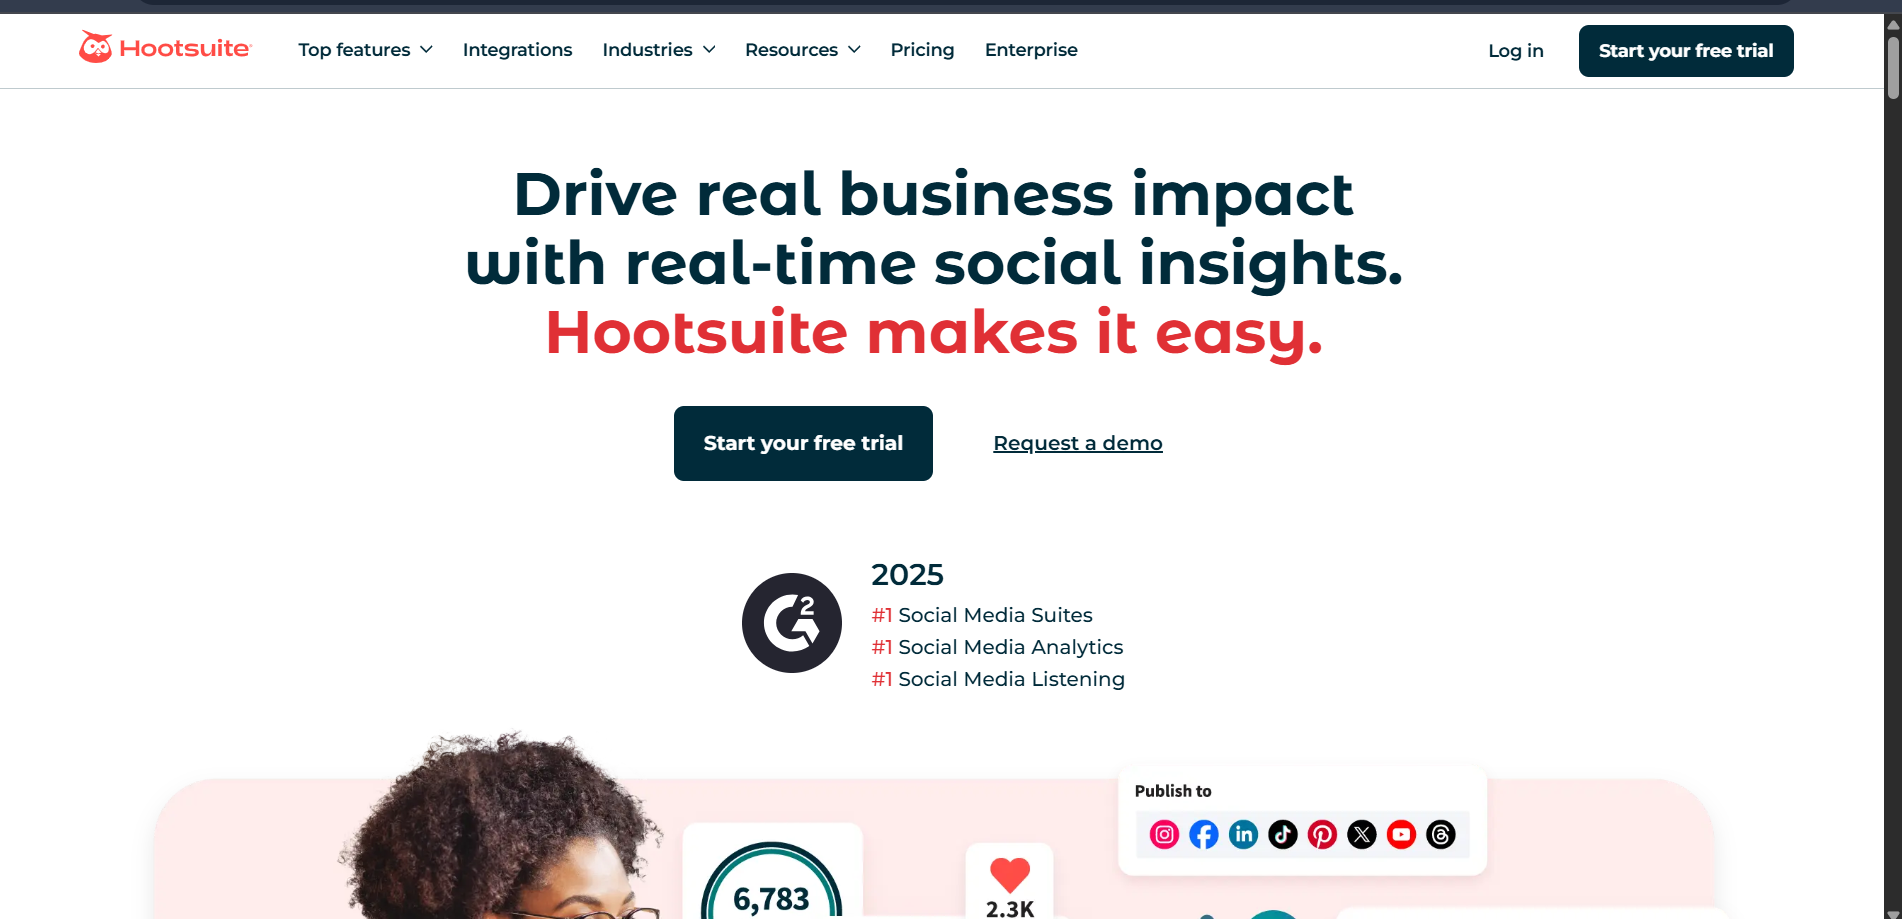 Hootsuite
Top features
Integrations
Industries
Resources
Pricing
Enterprise
Log in
Start your free trial
Drive real business impact
with real-time social insights.
Hootsuite makes it easy.
Start your free trial
Request a demo
G2
2025
#1 Social Media Suites
#1 Social Media Analytics
#1 Social Media Listening
Publish to
6,783
2.3K